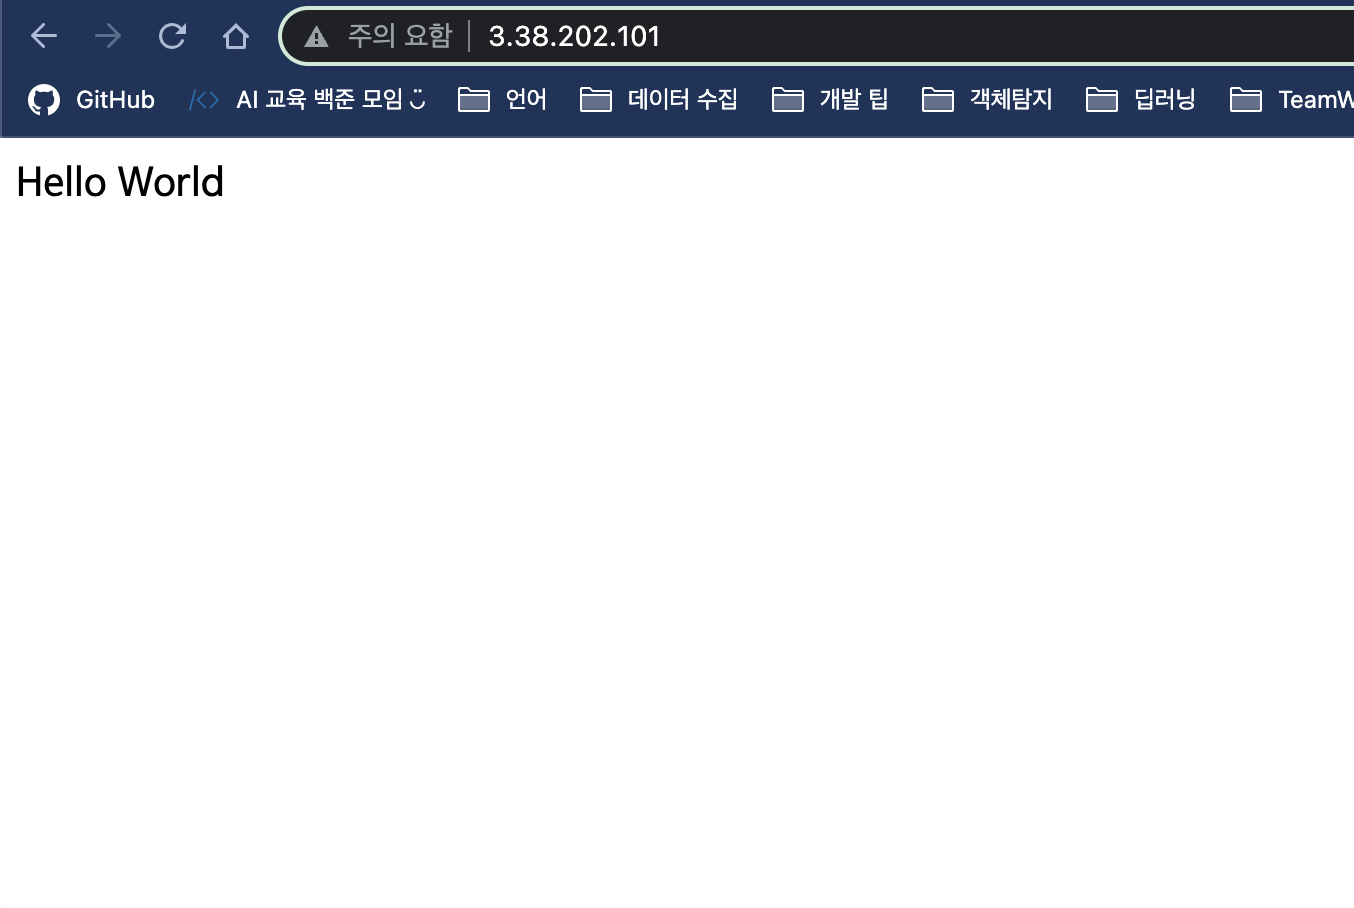 주의 요함 | 3.38.202.101
GitHub AI 교육 백준 모임 언어 데이터 수집 개발 팁 객체탐지 딥러닝 TeamW
Hello World